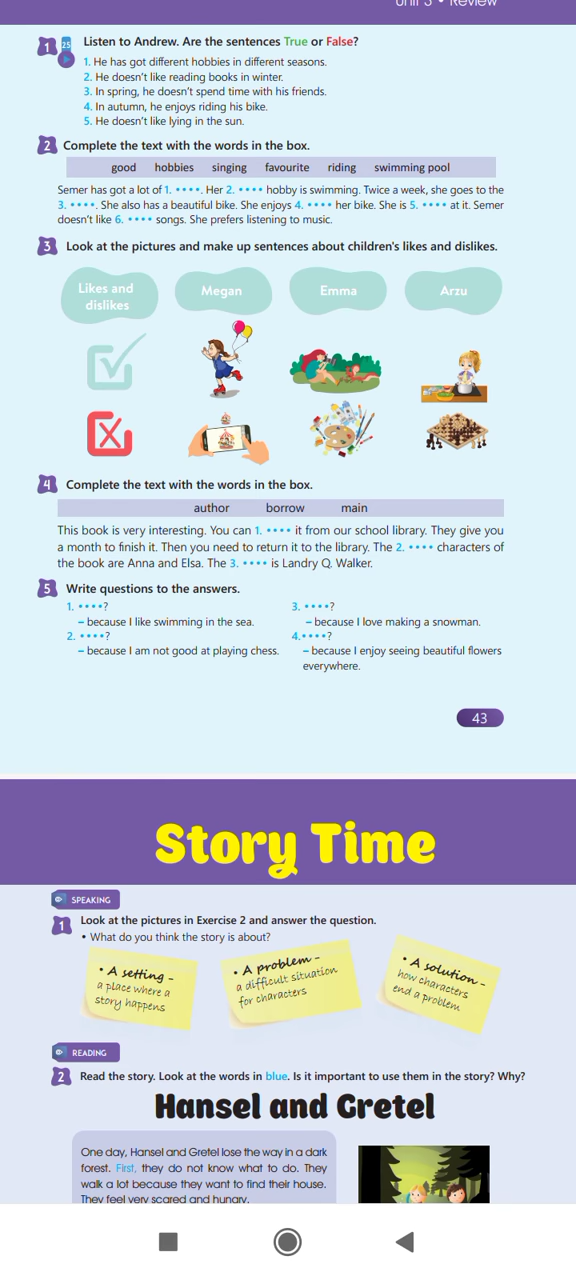 Unit 3 • Review
1 25 Listen to Andrew. Are the sentences True or False?
1. He has got different hobbies in different seasons.
2. He doesn't like reading books in winter.
3. In spring, he doesn't spend time with his friends.
4. In autumn, he enjoys riding his bike.
5. He doesn't like lying in the sun.
2 Complete the text with the words in the box.
good hobbies singing favourite riding swimming pool
Semer has got a lot of 1. ••••. Her 2. •••• hobby is swimming. Twice a week, she goes to the
3. ••••. She also has a beautiful bike. She enjoys 4. •••• her bike. She is 5. •••• at it. Semer
doesn't like 6. •••• songs. She prefers listening to music.
3 Look at the pictures and make up sentences about children's likes and dislikes.
Likes and
dislikes
Megan
Emma
Arzu
4 Complete the text with the words in the box.
author borrow main
This book is very interesting. You can 1. •••• it from our school library. They give you
a month to finish it. Then you need to return it to the library. The 2. •••• characters of
the book are Anna and Elsa. The 3. •••• is Landry Q. Walker.
5 Write questions to the answers.
1. ••••?
– because I like swimming in the sea.
2. ••••?
– because I am not good at playing chess.
3. ••••?
– because I love making a snowman.
4.••••?
– because I enjoy seeing beautiful flowers
everywhere.
43
Story Time
SPEAKING
1 Look at the pictures in Exercise 2 and answer the question.
• What do you think the story is about?
• A setting –
a place where a
story happens
• A problem –
a difficult situation
for characters
• A solution –
how characters
end a problem
READING
2 Read the story. Look at the words in blue. Is it important to use them in the story? Why?
Hansel and Gretel
One day, Hansel and Gretel lose the way in a dark
forest. First, they do not know what to do. They
walk a lot because they want to find their house.
They feel very scared and hungry.